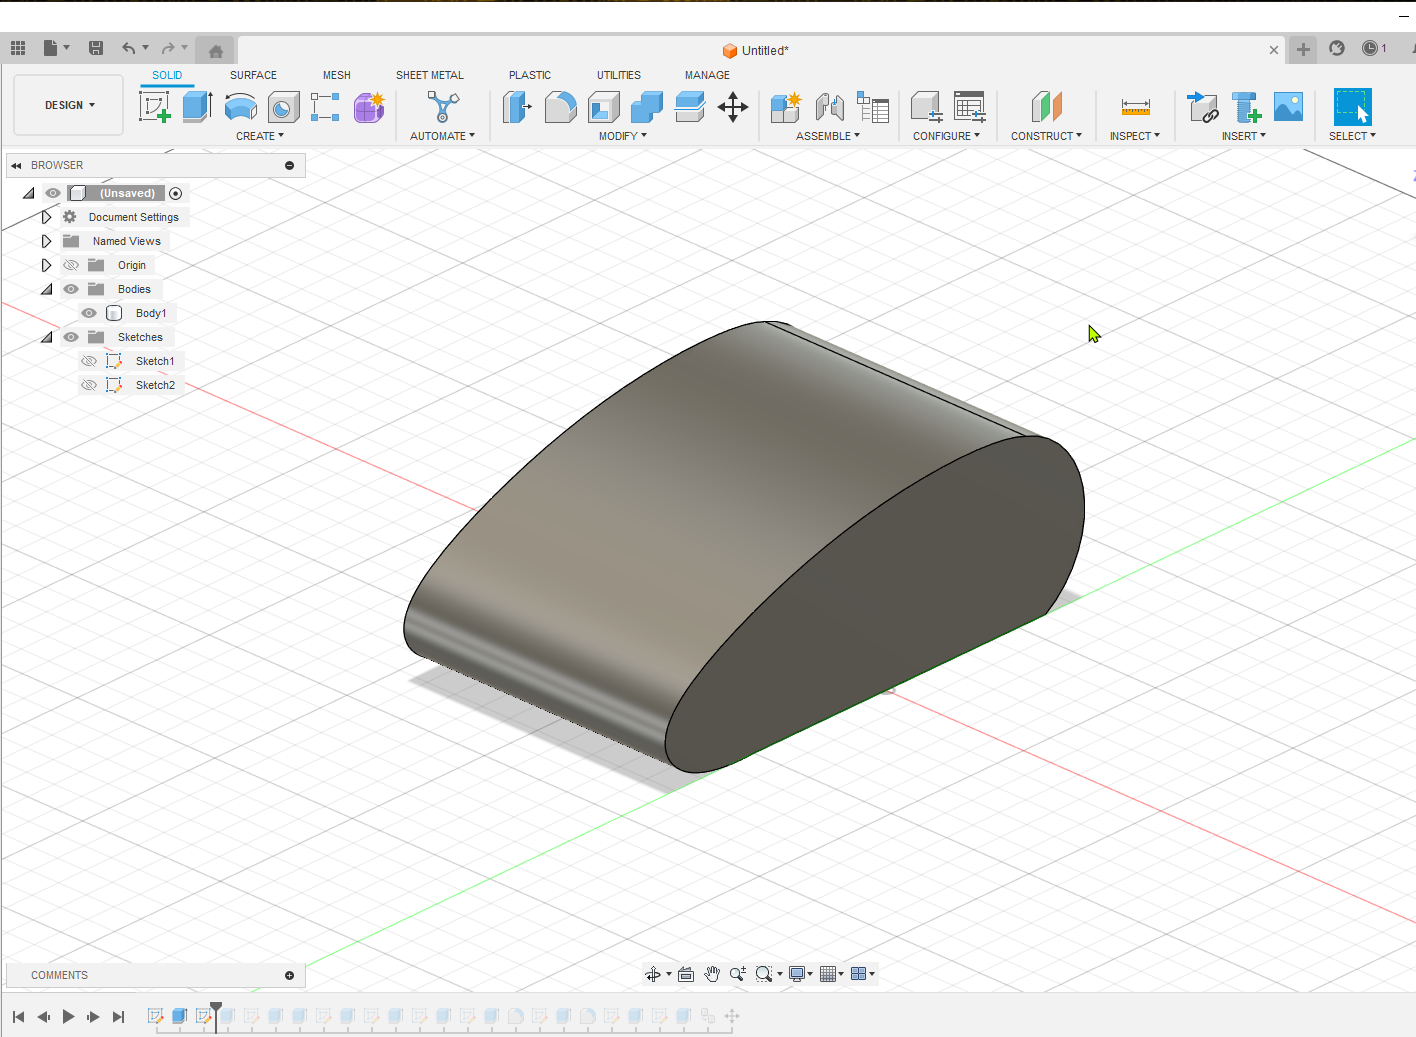 Untitled*
1
SOLID SURFACE MESH SHEET METAL PLASTIC UTILITIES MANAGE
DESIGN
CREATE AUTOMATE MODIFY ASSEMBLE CONFIGURE CONSTRUCT INSPECT INSERT SELECT
BROWSER
(Unsaved)
Document Settings
Named Views
Origin
Bodies
Body1
Sketches
Sketch1
Sketch2
COMMENTS